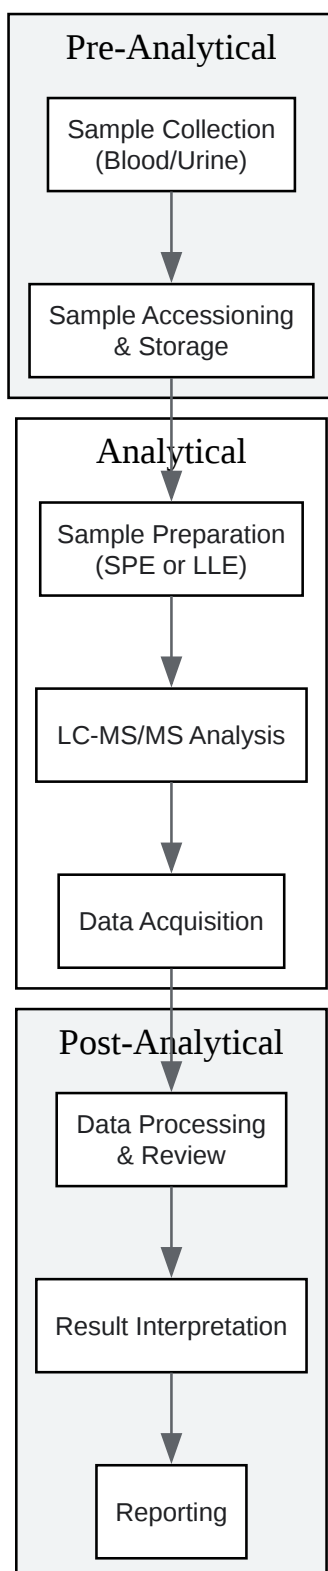 Pre-Analytical
Sample Collection
(Blood/Urine)
Sample Accessioning
& Storage
Analytical
Sample Preparation
(SPE or LLE)
LC-MS/MS Analysis
Data Acquisition
Post-Analytical
Data Processing
& Review
Result Interpretation
Reporting